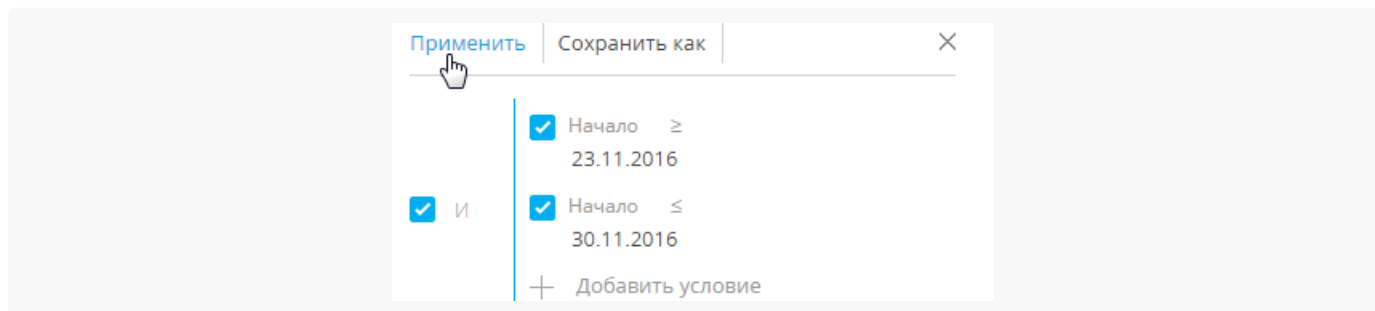 Применить Сохранить как
Начало ≥
23.11.2016
И
Начало ≤
30.11.2016
Добавить условие